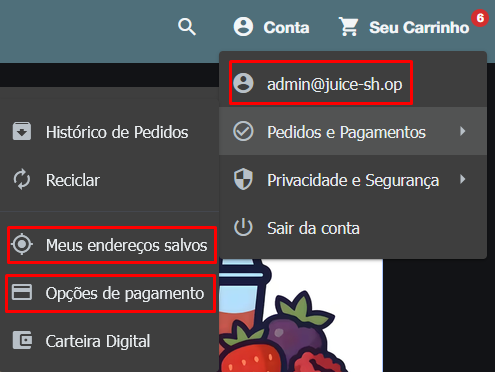 Conta
Seu Carrinho
6
admin@juice-sh.op
Pedidos e Pagamentos
Privacidade e Segurança
Sair da conta
Histórico de Pedidos
Reciclar
Meus endereços salvos
Opções de pagamento
Carteira Digital